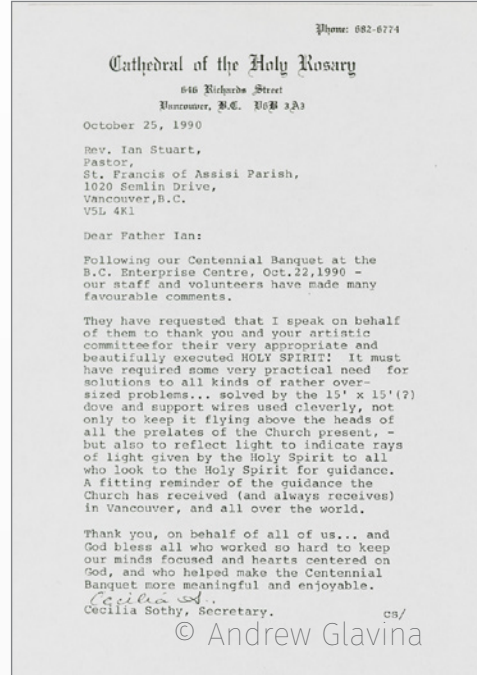 Phone: 682-6774
Cathedral of the Holy Rosary
646 Richards Street
Vancouver, B.C. V6B 3A3
October 25, 1990
Rev. Ian Stuart,
Pastor,
St. Francis of Assisi Parish,
1020 Semlin Drive,
Vancouver,B.C.
V5L 4K1
Dear Father Ian:
Following our Centennial Banquet at the
B.C. Enterprise Centre, Oct.22,1990 -
our staff and volunteers have made many
favourable comments.
They have requested that I speak on behalf
of them to thank you and your artistic
committeefor their very appropriate and
beautifully executed HOLY SPIRIT! It must
have required some very practical need for
solutions to all kinds of rather over-
sized problems... solved by the 15' x 15'(?)
dove and support wires used cleverly, not
only to keep it flying above the heads of
all the prelates of the Church present, -
but also to reflect light to indicate rays
of light given by the Holy Spirit to all
who look to the Holy Spirit for guidance.
A fitting reminder of the guidance the
Church has received (and always receives)
in Vancouver, and all over the world.
Thank you, on behalf of all of us... and
God bless all who worked so hard to keep
our minds focused and hearts centered on
God, and who helped make the Centennial
Banquet more meaningful and enjoyable.
Cecilia S.
Cecilia Sothy, Secretary. cs/
© Andrew Glavina